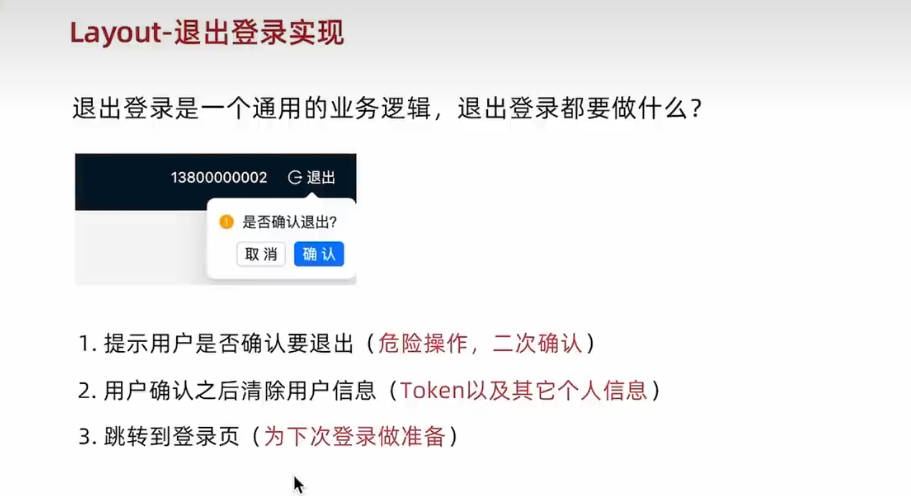 Layout-退出登录实现
退出登录是一个通用的业务逻辑，退出登录都要做什么？
13800000002 退出
是否确认退出?
取 消 确 认
1. 提示用户是否确认要退出（危险操作，二次确认）
2. 用户确认之后清除用户信息（Token以及其它个人信息）
3. 跳转到登录页（为下次登录做准备）